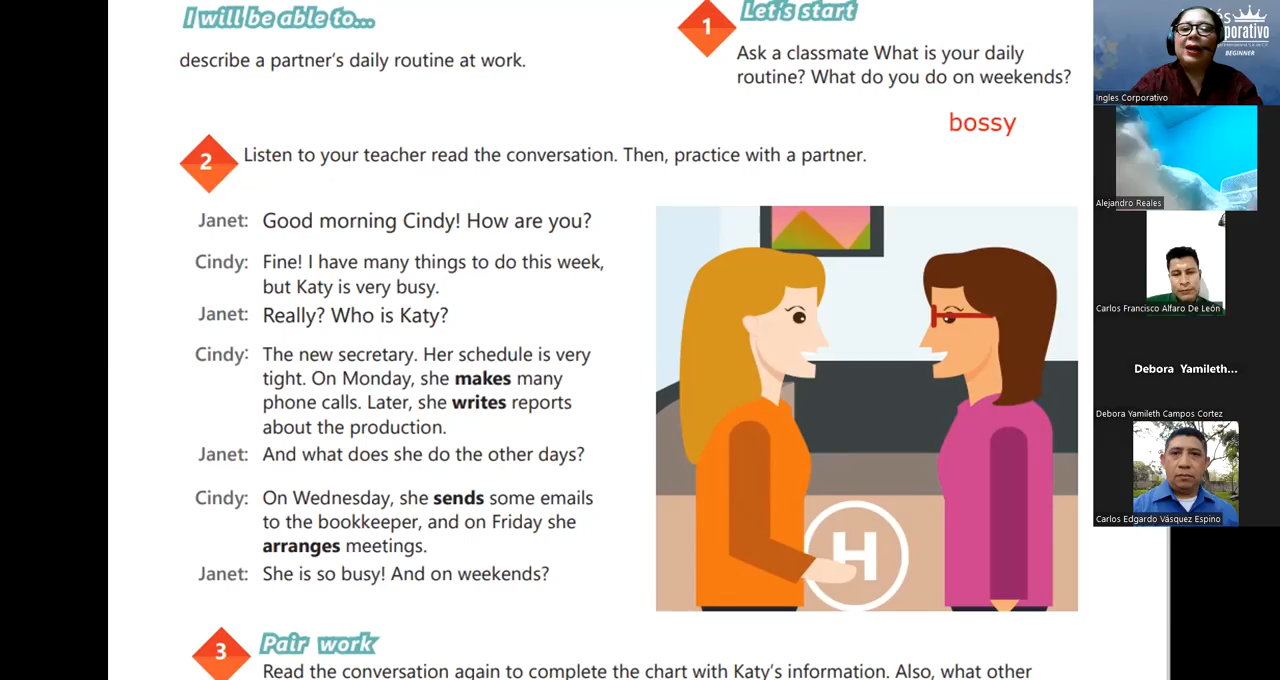 I will be able to...
describe a partner's daily routine at work.
1
Let's start
Ask a classmate What is your daily
routine? What do you do on weekends?
bossy
2
Listen to your teacher read the conversation. Then, practice with a partner.
Janet: Good morning Cindy! How are you?
Cindy: Fine! I have many things to do this week,
but Katy is very busy.
Janet: Really? Who is Katy?
Cindy: The new secretary. Her schedule is very
tight. On Monday, she makes many
phone calls. Later, she writes reports
about the production.
Janet: And what does she do the other days?
Cindy: On Wednesday, she sends some emails
to the bookkeeper, and on Friday she
arranges meetings.
Janet: She is so busy! And on weekends?
H
3
Pair work
Read the conversation again to complete the chart with Katy's information. Also, what other
BEGINNER
Ingles Corporativo
Alejandro Reales
Carlos Francisco Alfaro De León
Debora Yamileth...
Debora Yamileth Campos Cortez
Carlos Edgardo Vásquez Espino